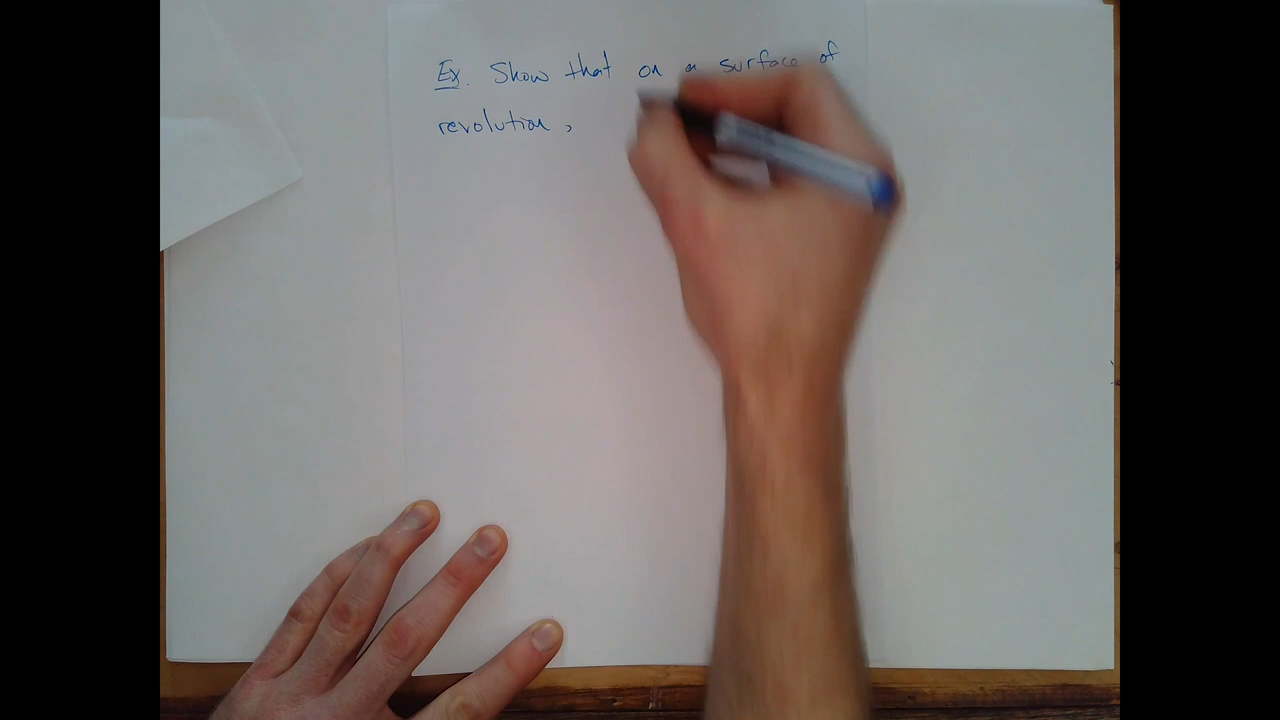 Ex. Show that on a surface of
revolution,